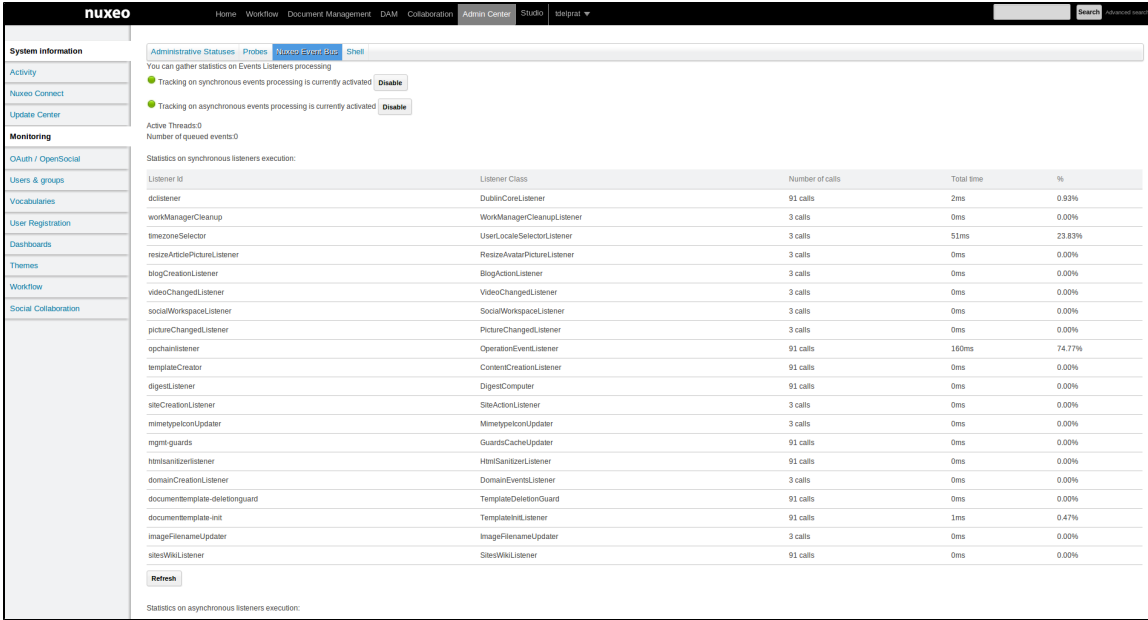 nuxeo
Home Workflow Document Management DAM Collaboration Admin Center Studio tdelprat
Search Advanced search
System information
Activity
Nuxeo Connect
Update Center
Monitoring
OAuth / OpenSocial
Users & groups
Vocabularies
User Registration
Dashboards
Themes
Workflow
Social Collaboration
Administrative Statuses Probes Nuxeo Event Bus Shell
You can gather statistics on Events Listeners processing
Tracking on synchronous events processing is currently activated Disable
Tracking on asynchronous events processing is currently activated Disable
Active Threads:0
Number of queued events:0
Statistics on synchronous listeners execution:
Listener Id Listener Class Number of calls Total time %
dclistener DublinCoreListener 91 calls 2ms 0.93%
workManagerCleanup WorkManagerCleanupListener 3 calls 0ms 0.00%
timezoneSelector UserLocaleSelectorListener 3 calls 51ms 23.83%
resizeArticlePictureListener ResizeAvatarPictureListener 3 calls 0ms 0.00%
blogCreationListener BlogActionListener 3 calls 0ms 0.00%
videoChangedListener VideoChangedListener 3 calls 0ms 0.00%
socialWorkspaceListener SocialWorkspaceListener 3 calls 0ms 0.00%
pictureChangedListener PictureChangedListener 3 calls 0ms 0.00%
opchainlistener OperationEventListener 91 calls 160ms 74.77%
templateCreator ContentCreationListener 91 calls 0ms 0.00%
digestListener DigestComputer 91 calls 0ms 0.00%
siteCreationListener SiteActionListener 3 calls 0ms 0.00%
mimetypeIconUpdater MimetypeIconUpdater 3 calls 0ms 0.00%
mgmt-guards GuardsCacheUpdater 91 calls 0ms 0.00%
htmlsanitizerlistener HtmlSanitizerListener 91 calls 0ms 0.00%
domainCreationListener DomainEventsListener 3 calls 0ms 0.00%
documenttemplate-deletionguard TemplateDeletionGuard 91 calls 0ms 0.00%
documenttemplate-init TemplateInitListener 91 calls 1ms 0.47%
imageFilenameUpdater ImageFilenameUpdater 3 calls 0ms 0.00%
sitesWikiListener SitesWikiListener 91 calls 0ms 0.00%
Refresh
Statistics on asynchronous listeners execution: